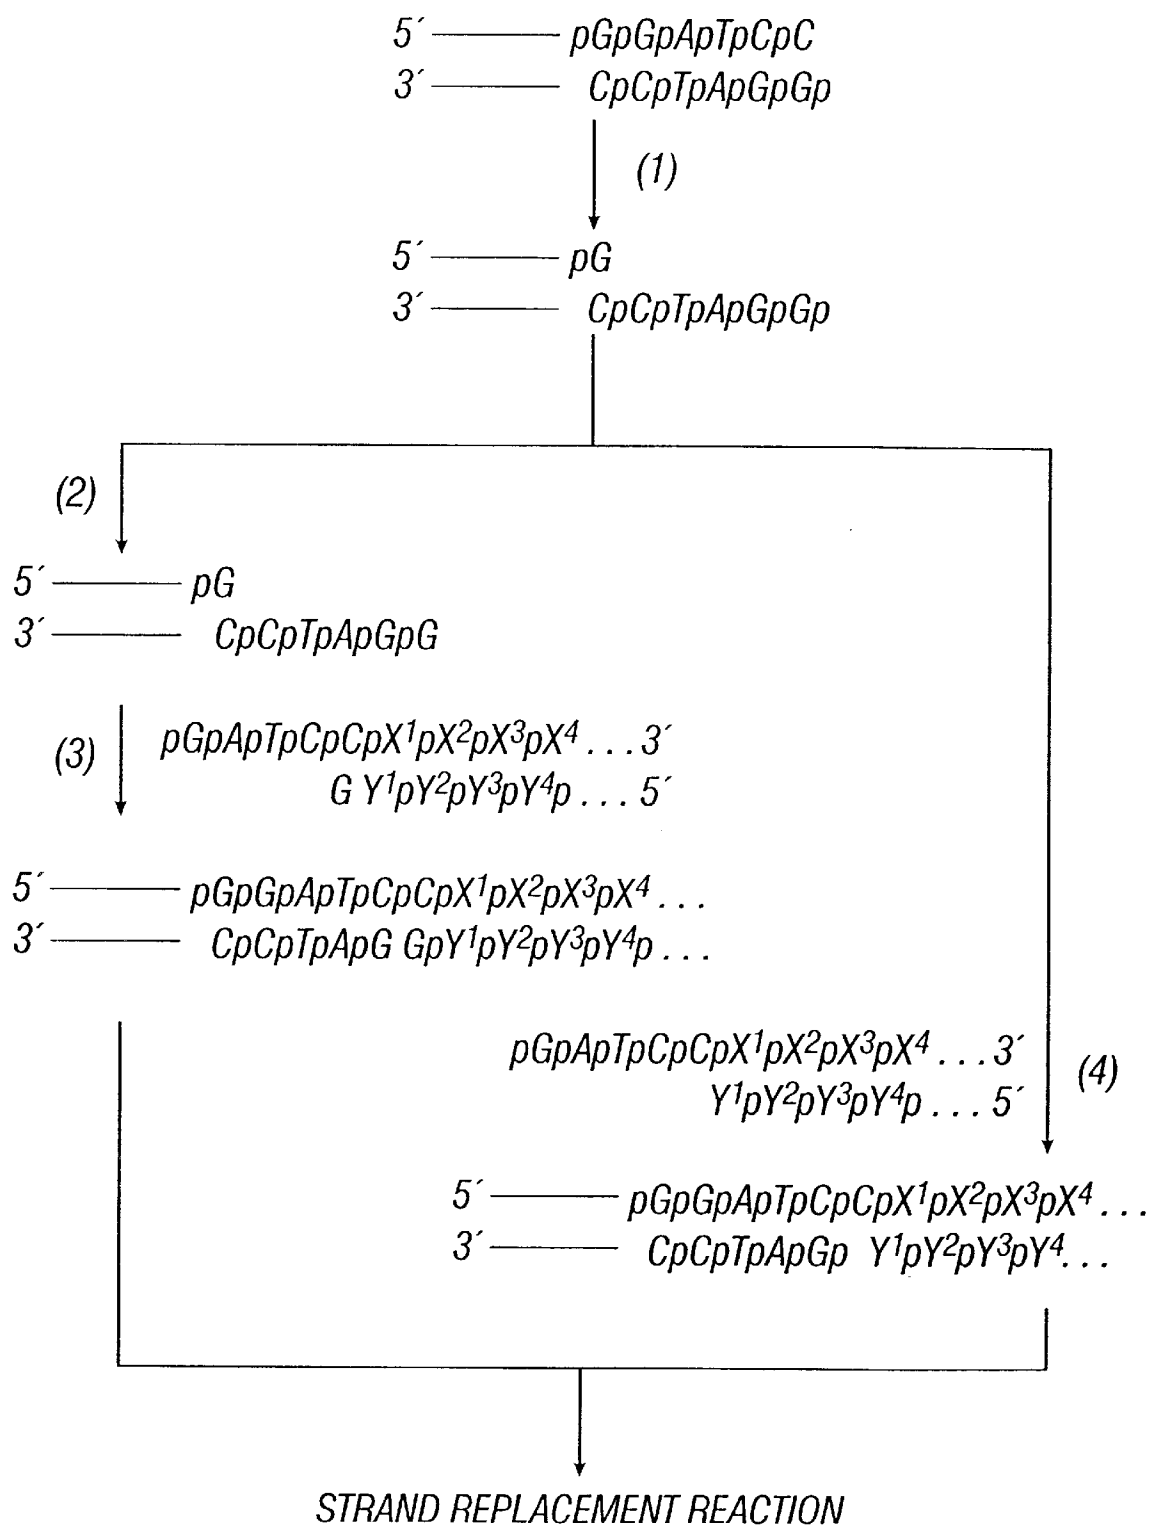 5´ pGpGpApTpCpC
3´ CpCpTpApGpGp
(1)
5´ pG
3´ CpCpTpApGpGp
(2)
5´ pG
3´ CpCpTpApGpG
(3)
pGpApTpCpCpX¹pX²pX³pX⁴ . . . 3´
G Y¹pY²pY³pY⁴p . . . 5´
5´ pGpGpApTpCpCpX¹pX²pX³pX⁴ . . .
3´ CpCpTpApG GpY¹pY²pY³pY⁴p . . .
pGpApTpCpCpX¹pX²pX³pX⁴ . . . 3´
Y¹pY²pY³pY⁴p . . . 5´
(4)
5´ pGpGpApTpCpCpX¹pX²pX³pX⁴ . . .
3´ CpCpTpApGp Y¹pY²pY³pY⁴. . .
STRAND REPLACEMENT REACTION